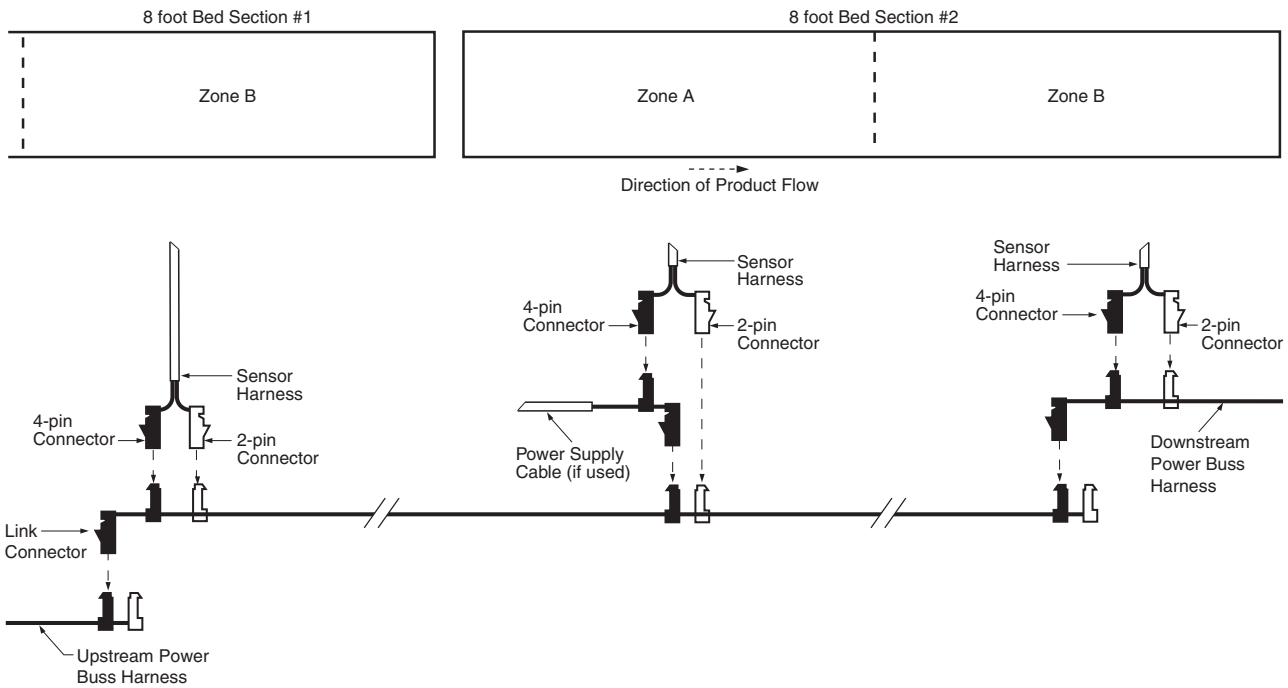 8 foot Bed Section #1
8 foot Bed Section #2
Zone B
Zone A
Zone B
Direction of Product Flow
Sensor
Harness
4-pin
Connector
2-pin
Connector
Sensor
Harness
4-pin
Connector
2-pin
Connector
Sensor
Harness
4-pin
Connector
2-pin
Connector
Power Supply
Cable (if used)
Downstream
Power Buss
Harness
Link
Connector
Upstream Power
Buss Harness